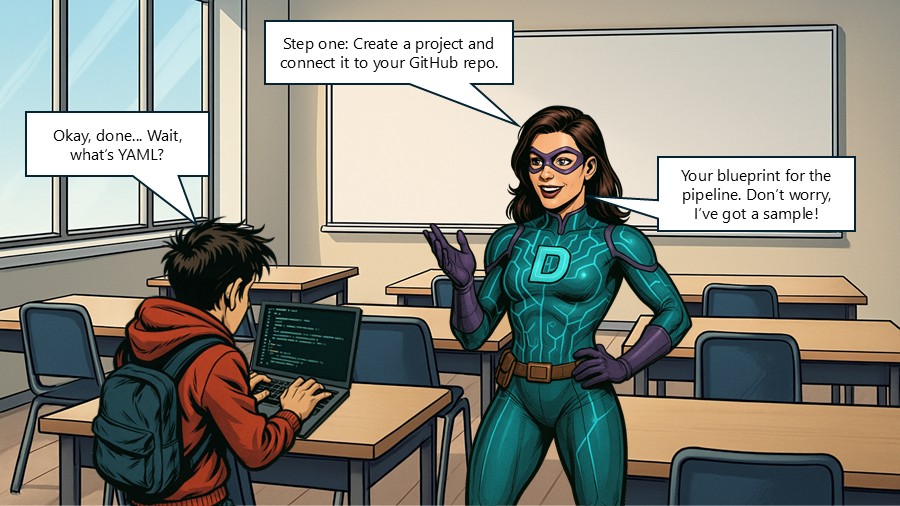 Step one: Create a project and
connect it to your GitHub repo.
Okay, done... Wait,
what's YAML?
Your blueprint for the
pipeline. Don't worry,
I've got a sample!
D